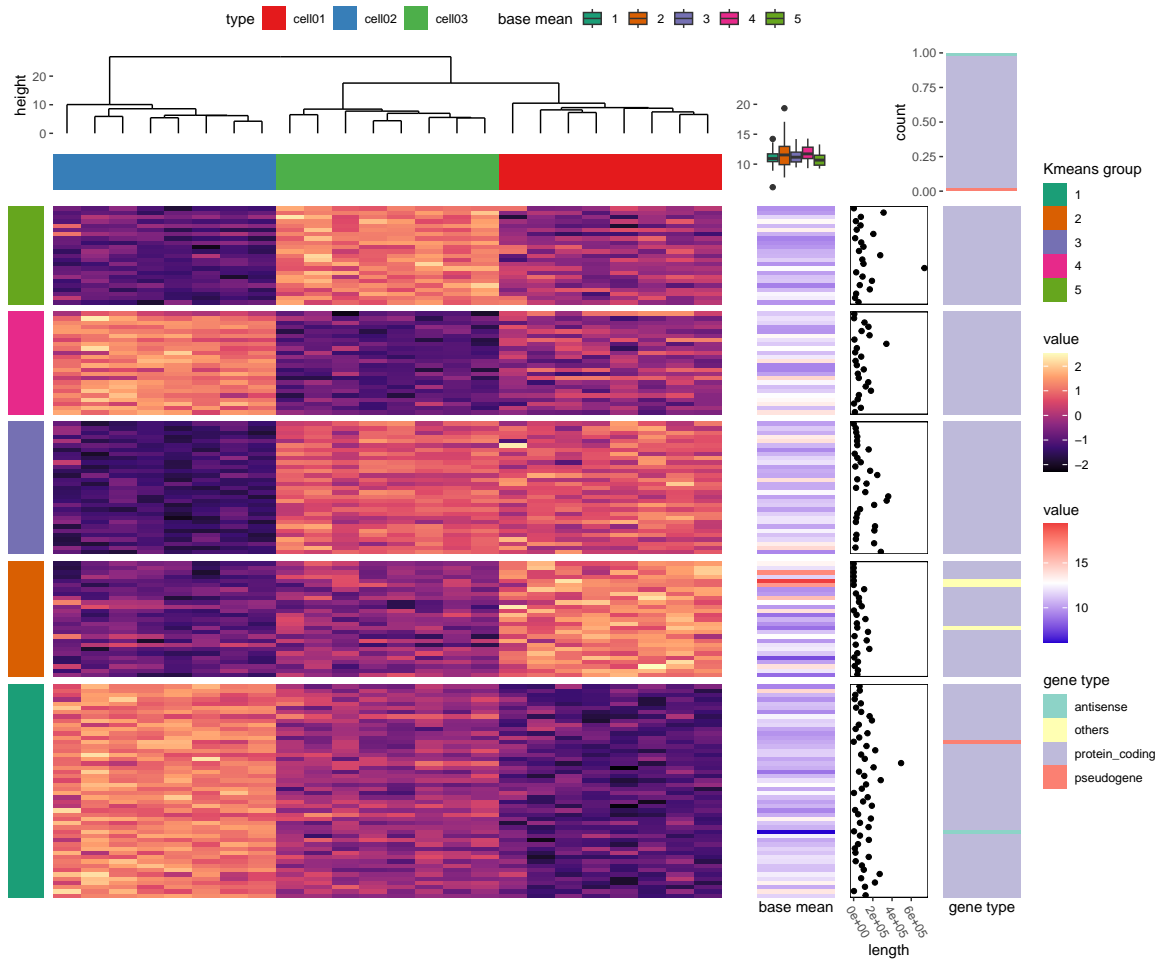 type cell01 cell02 cell03 base mean 1 2 3 4 5
height
20
10
0
20
15
10
count
1.00
0.75
0.50
0.25
0.00
Kmeans group
1
2
3
4
5
value
2
1
0
−1
−2
value
15
10
gene type
antisense
others
protein_coding
pseudogene
base mean
0e+00
2e+05
4e+05
6e+05
length
gene type